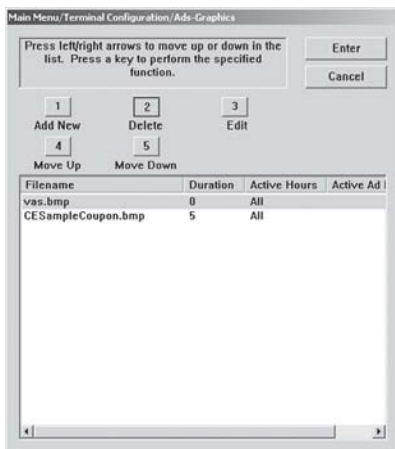 Main Menu/Terminal Configuration/Ads-Graphics
Press left/right arrows to move up or down in the
list. Press a key to perform the specified
function.
Enter
Cancel
1 2 3
Add New Delete Edit
4 5
Move Up Move Down
Filename Duration Active Hours Active Ad
vas.bmp 0 All
CESampleCoupon.bmp 5 All